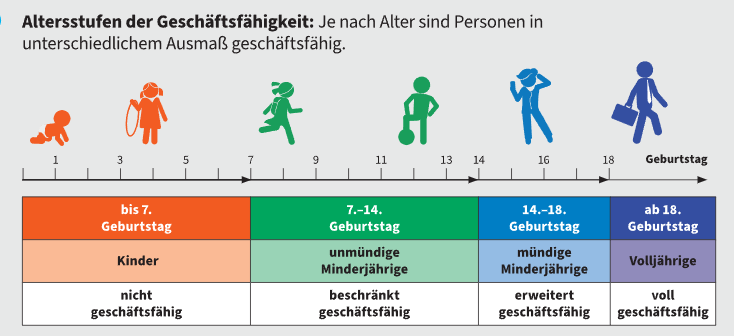 Altersstufen der Geschäftsfähigkeit: Je nach Alter sind Personen in
unterschiedlichem Ausmaß geschäftsfähig.
1 3 5 7 9 11 13 14 16 18 Geburtstag
bis 7.
Geburtstag
7.–14.
Geburtstag
14.–18.
Geburtstag
ab 18.
Geburtstag
Kinder
unmündige
Minderjährige
mündige
Minderjährige
Volljährige
nicht
geschäftsfähig
beschränkt
geschäftsfähig
erweitert
geschäftsfähig
voll
geschäftsfähig